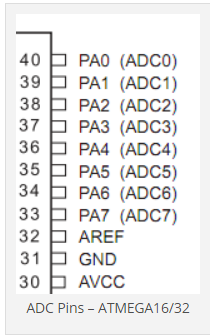 40 PA0 (ADC0)
39 PA1 (ADC1)
38 PA2 (ADC2)
37 PA3 (ADC3)
36 PA4 (ADC4)
35 PA5 (ADC5)
34 PA6 (ADC6)
33 PA7 (ADC7)
32 AREF
31 GND
30 AVCC
ADC Pins – ATMEGA16/32